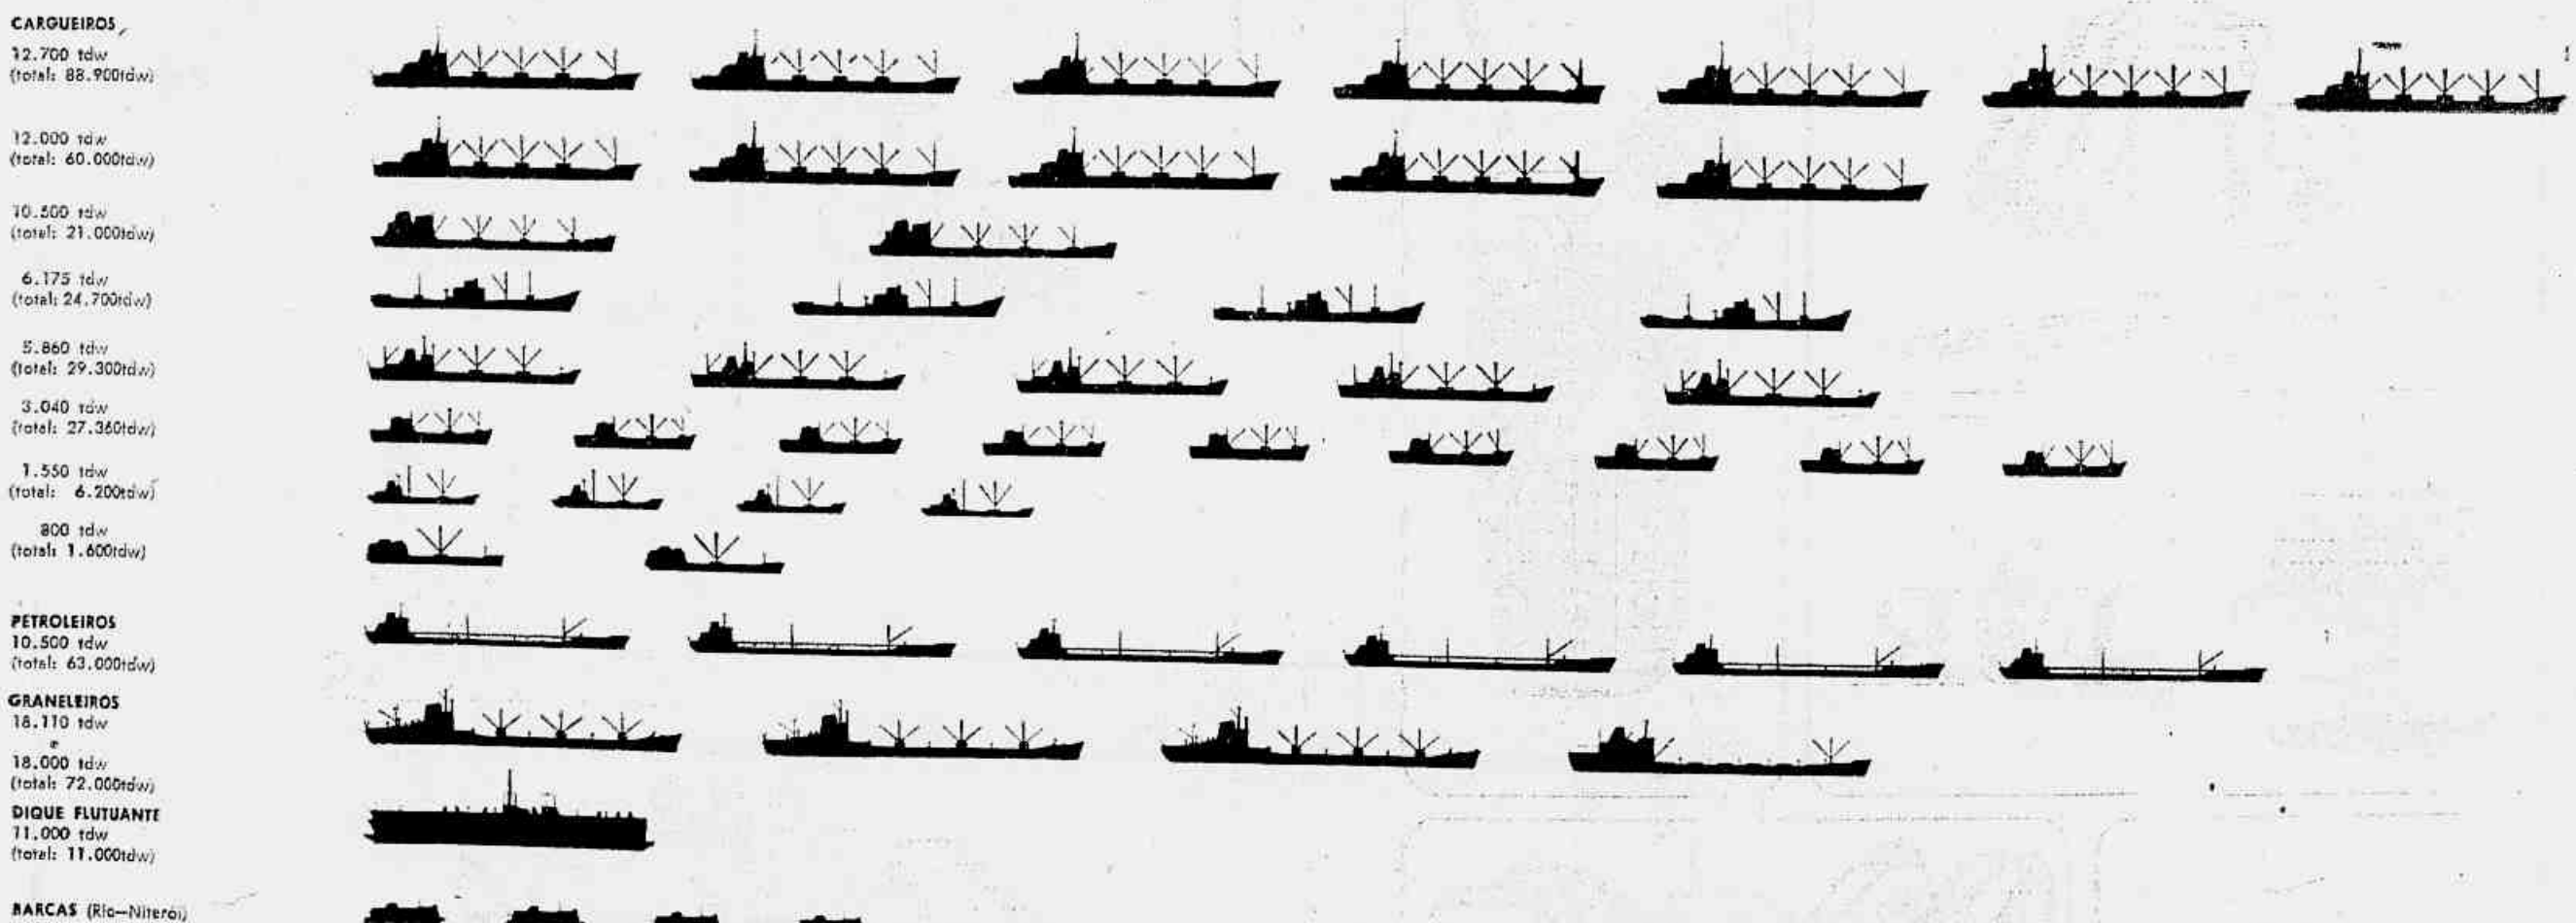 CARGUEIROS
12.700 tdw
(total: 88.900tdw)
12.000 tdw
(total: 60.000tdw)
10.500 tdw
(total: 21.000tdw)
6.175 tdw
(total: 24.700tdw)
5.860 tdw
(total: 29.300tdw)
3.040 tdw
(total: 27.360tdw)
1.550 tdw
(total: 6.200tdw)
800 tdw
(total: 1.600tdw)
PETROLEIROS
10.500 tdw
(total: 63.000tdw)
GRANELEIROS
18.110 tdw
e
18.000 tdw
(total: 72.000tdw)
DIQUE FLUTUANTE
11.000 tdw
(total: 11.000tdw)
BARCAS (Rio—Niterói)